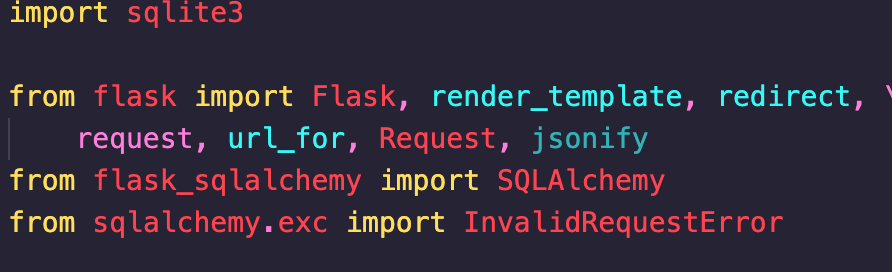 import sqlite3
from flask import Flask, render_template, redirect, \
request, url_for, Request, jsonify
from flask_sqlalchemy import SQLAlchemy
from sqlalchemy.exc import InvalidRequestError